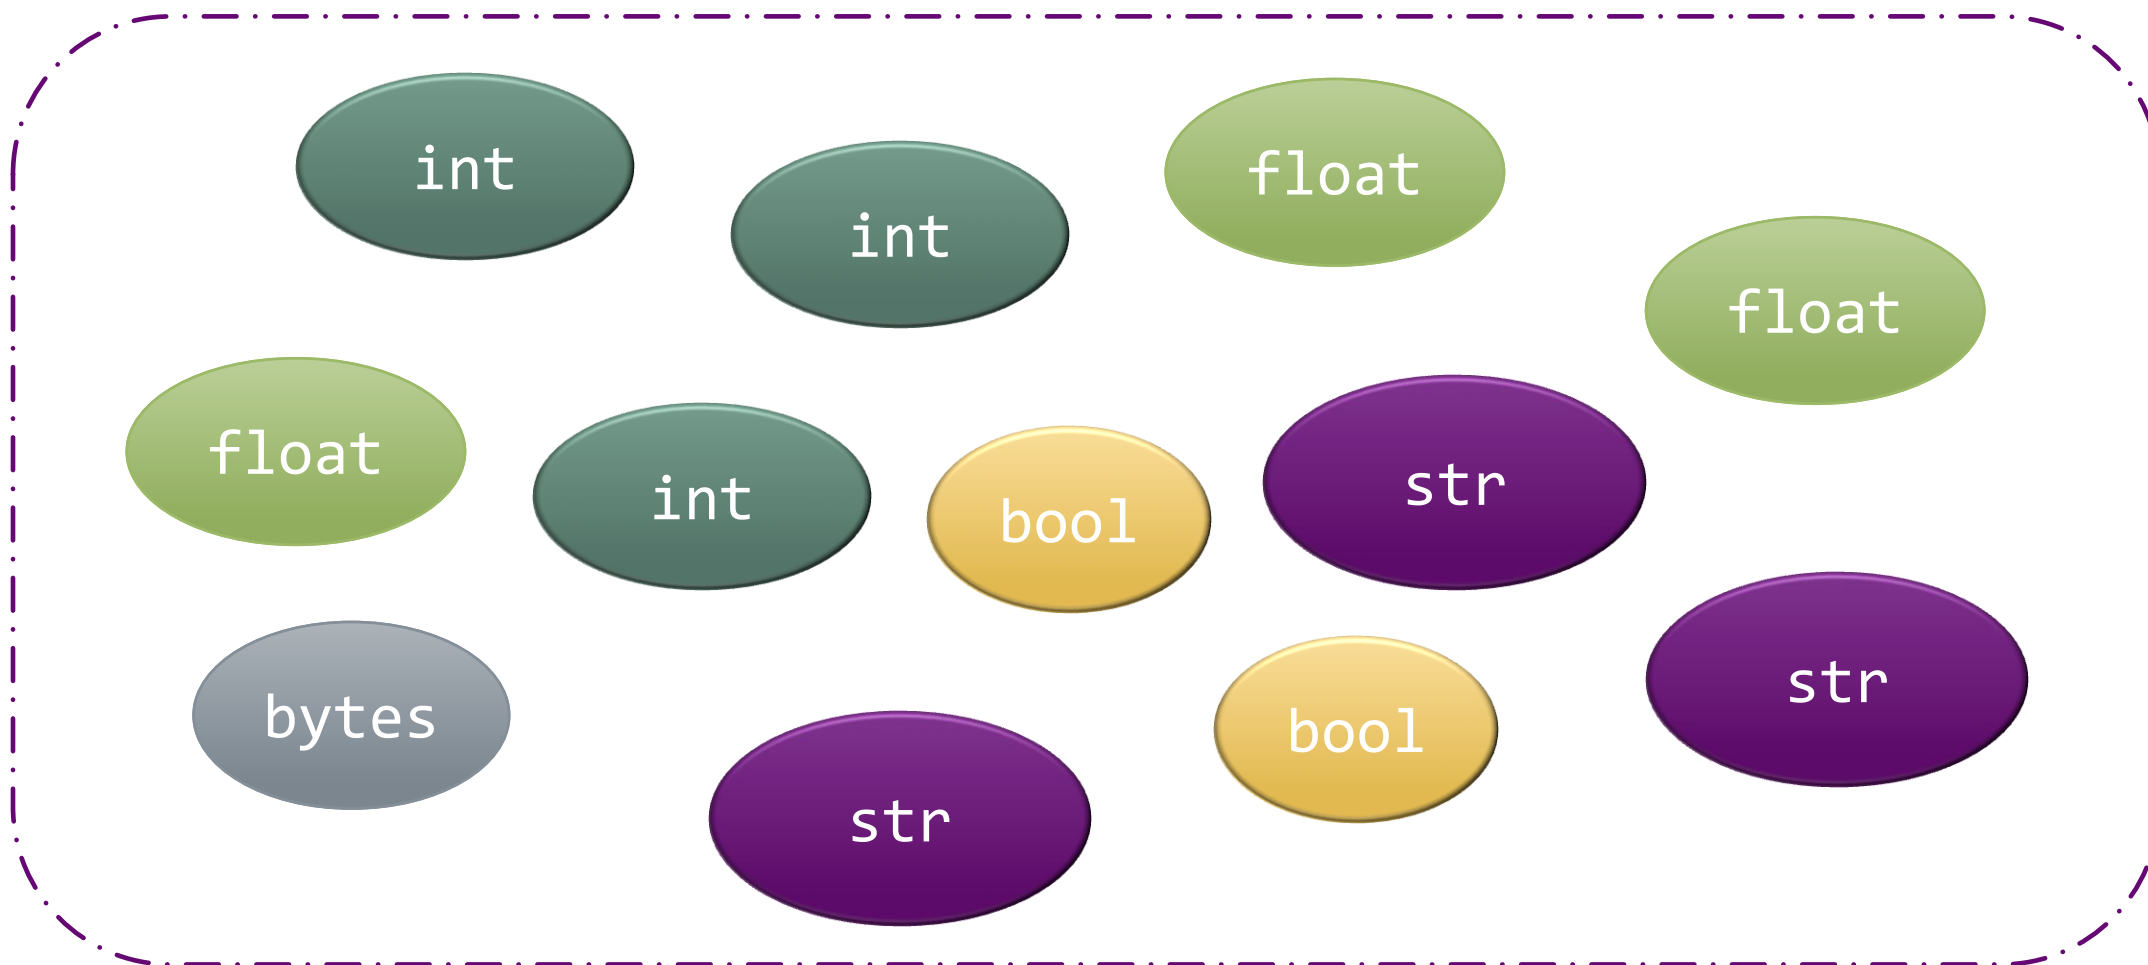 int
int
float
float
float
int
bool
str
bytes
str
bool
str